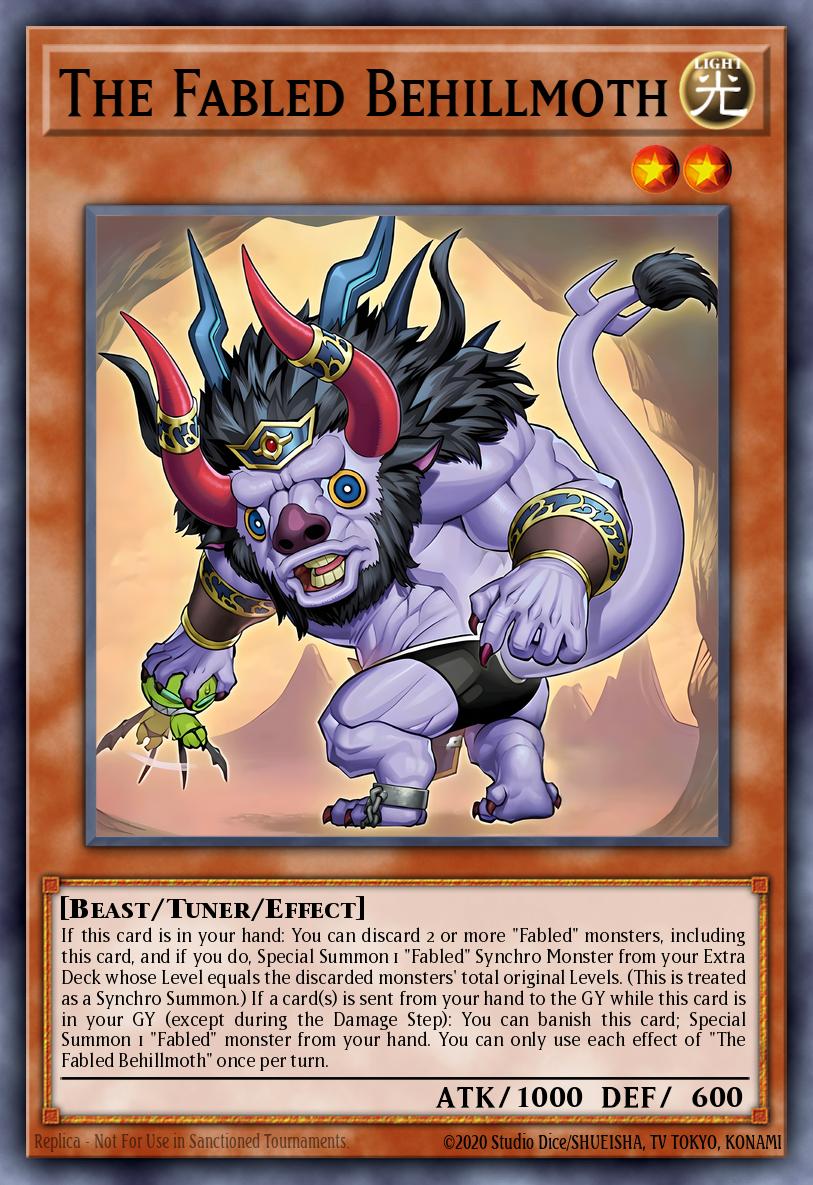 The Fabled Behillmoth
LIGHT
光
[Beast/Tuner/Effect]
If this card is in your hand: You can discard 2 or more "Fabled" monsters, including
this card, and if you do, Special Summon 1 "Fabled" Synchro Monster from your Extra
Deck whose Level equals the discarded monsters' total original Levels. (This is treated
as a Synchro Summon.) If a card(s) is sent from your hand to the GY while this card is
in your GY (except during the Damage Step): You can banish this card; Special
Summon 1 "Fabled" monster from your hand. You can only use each effect of "The
Fabled Behillmoth" once per turn.
ATK/1000 DEF/ 600
Replica - Not For Use in Sanctioned Tournaments.
©2020 Studio Dice/SHUEISHA, TV TOKYO, KONAMI